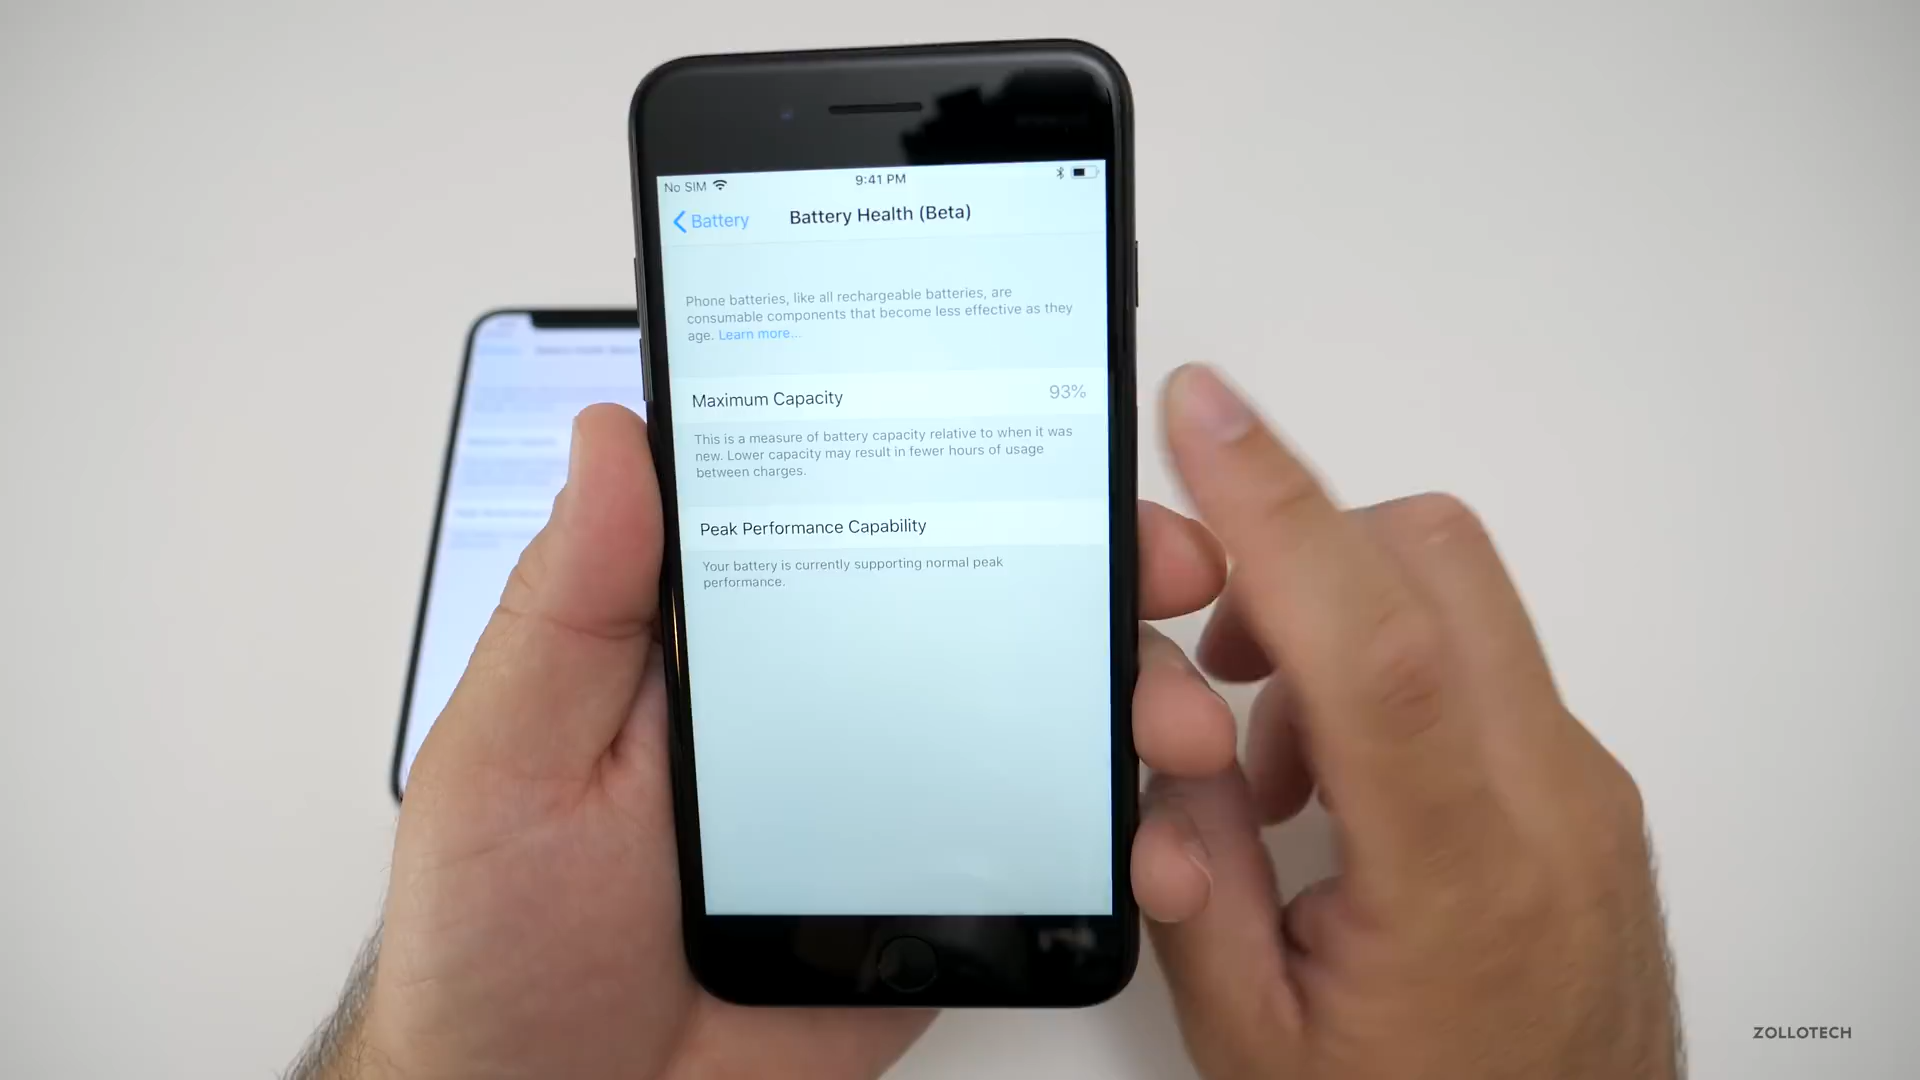 No SIM
9:41 PM
Battery
Battery Health (Beta)
Phone batteries, like all rechargeable batteries, are
consumable components that become less effective as they
age. Learn more...
Maximum Capacity 93%
This is a measure of battery capacity relative to when it was
new. Lower capacity may result in fewer hours of usage
between charges.
Peak Performance Capability
Your battery is currently supporting normal peak
performance.
ZOLLOTECH